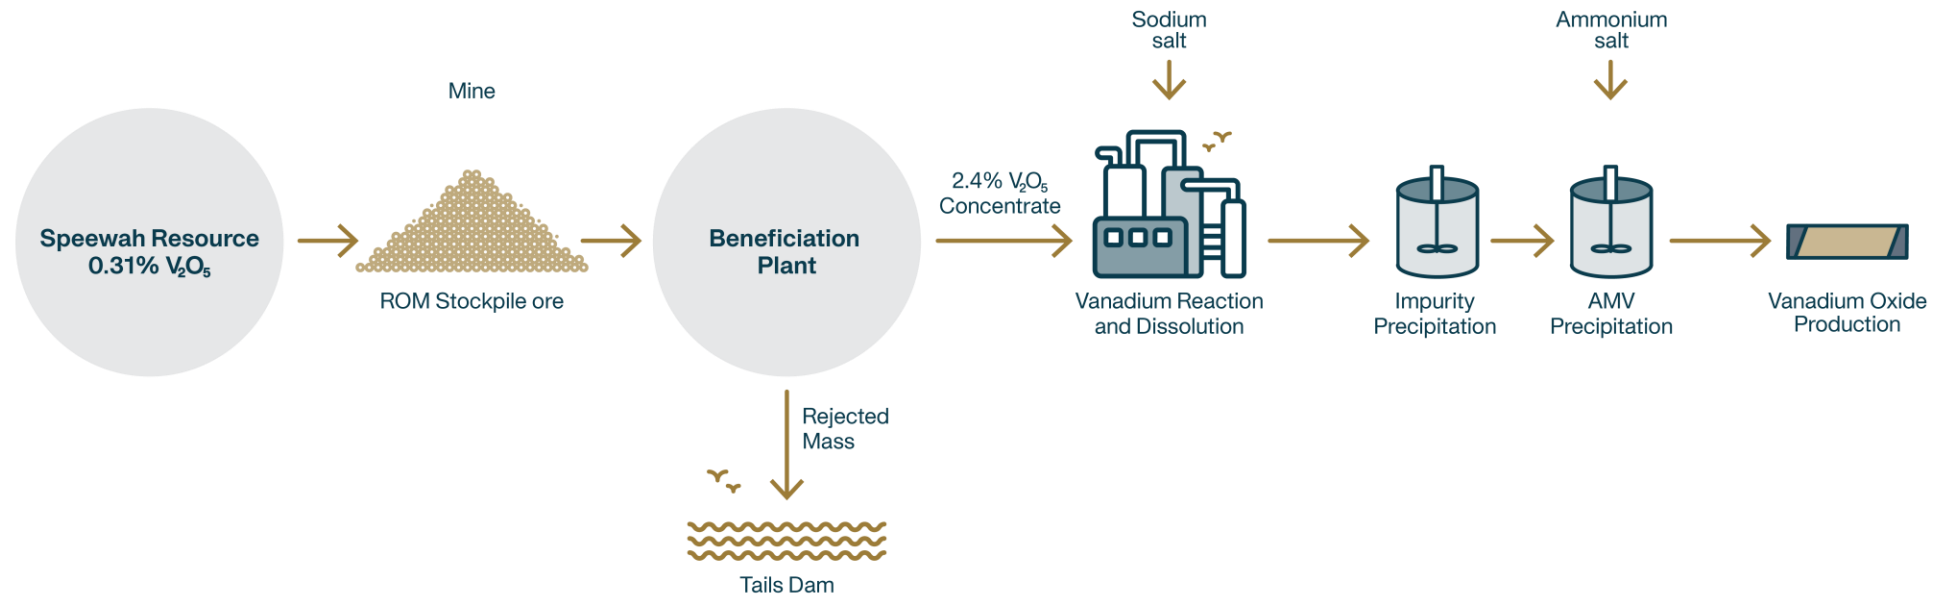 Speewah Resource
0.31% V₂O₅
Mine
ROM Stockpile ore
Beneficiation
Plant
Rejected
Mass
Tails Dam
2.4% V₂O₅
Concentrate
Sodium
salt
Vanadium Reaction
and Dissolution
Impurity
Precipitation
Ammonium
salt
AMV
Precipitation
Vanadium Oxide
Production